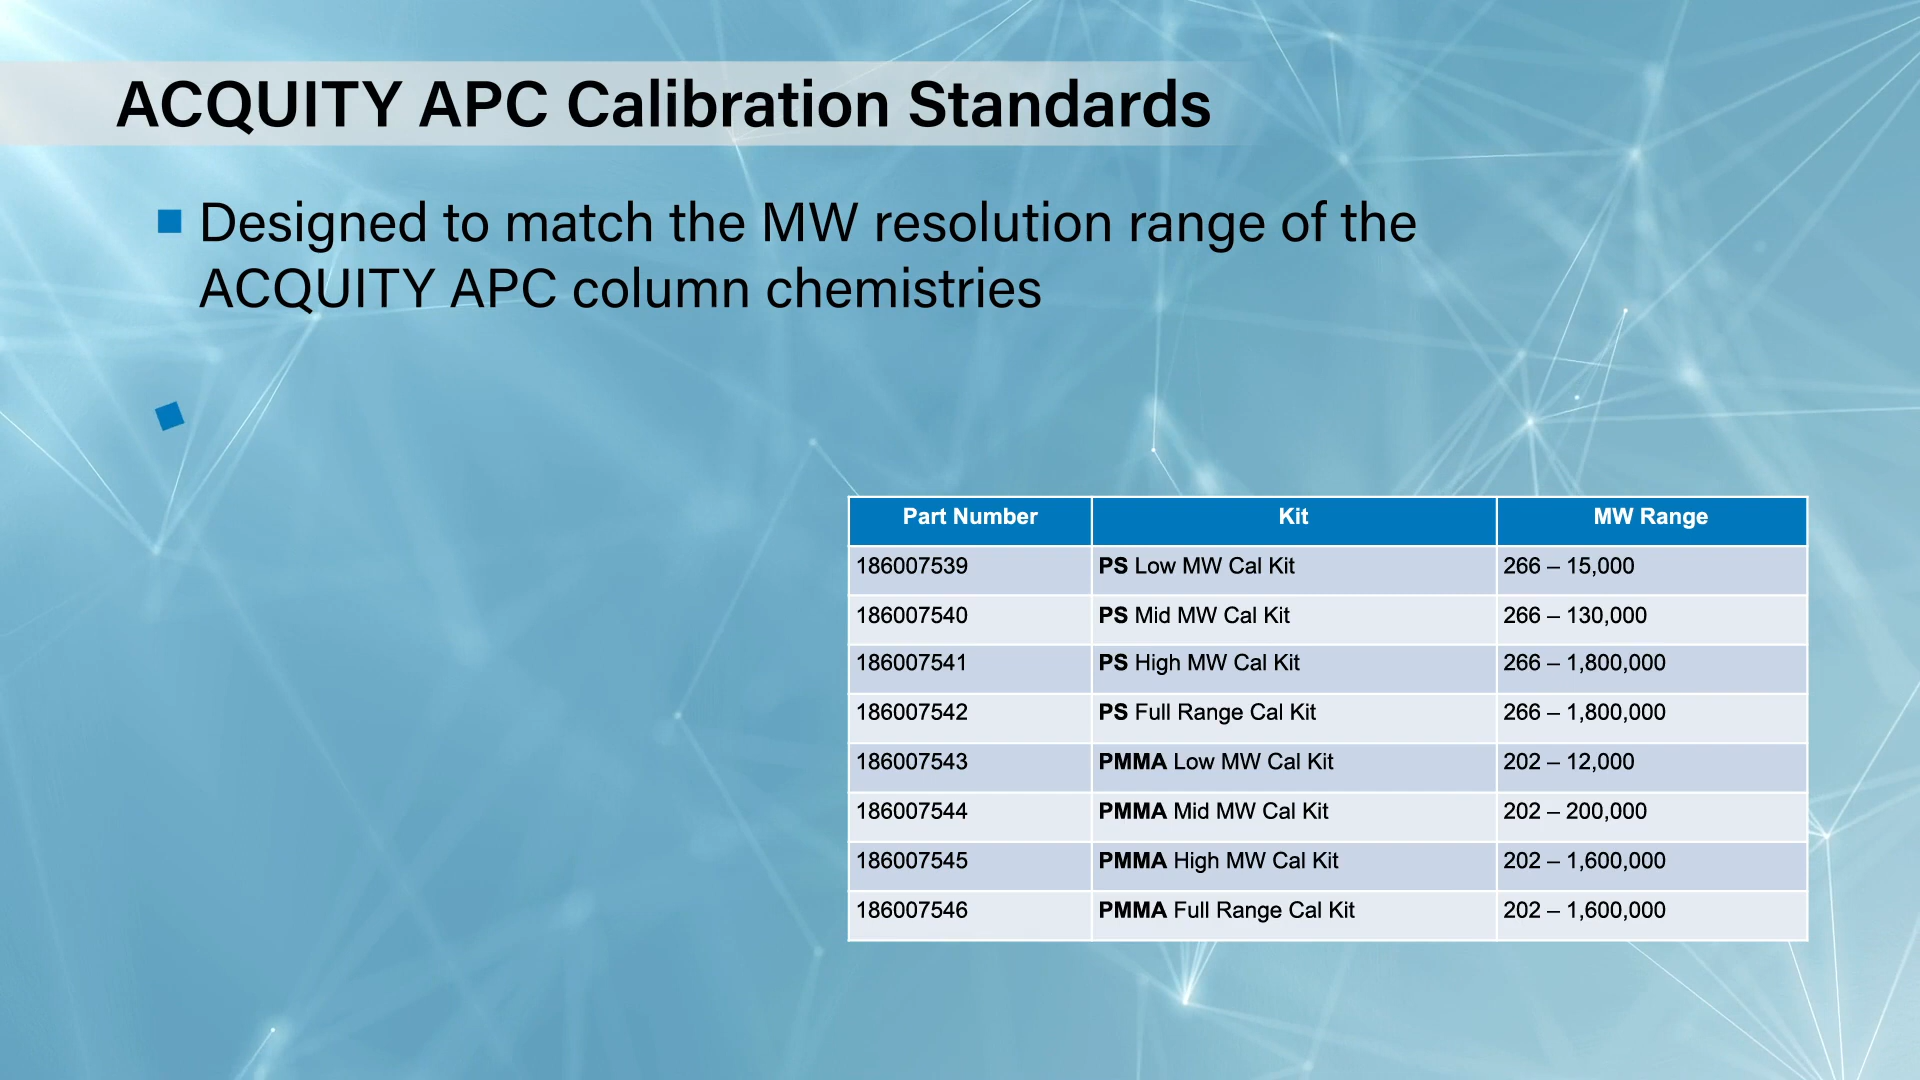 ACQUITY APC Calibration Standards
Designed to match the MW resolution range of the
ACQUITY APC column chemistries
Part Number Kit MW Range
186007539 PS Low MW Cal Kit 266 – 15,000
186007540 PS Mid MW Cal Kit 266 – 130,000
186007541 PS High MW Cal Kit 266 – 1,800,000
186007542 PS Full Range Cal Kit 266 – 1,800,000
186007543 PMMA Low MW Cal Kit 202 – 12,000
186007544 PMMA Mid MW Cal Kit 202 – 200,000
186007545 PMMA High MW Cal Kit 202 – 1,600,000
186007546 PMMA Full Range Cal Kit 202 – 1,600,000